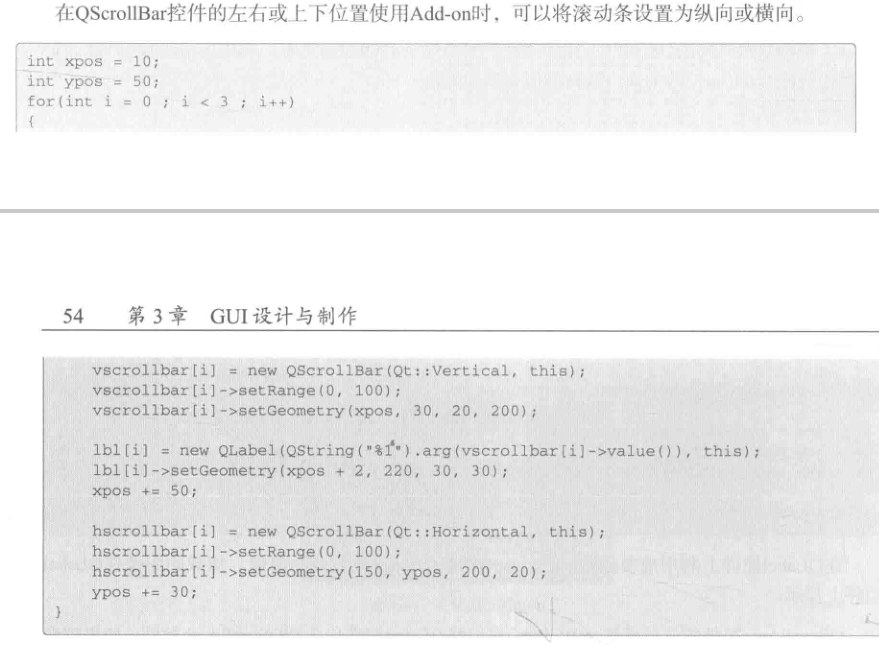 在QScrollBar控件的左右或上下位置使用Add-on时，可以将滚动条设置为纵向或横向。
int xpos = 10;
int ypos = 50;
for(int i = 0 ; i < 3 ; i++)
{
54 第 3 章 GUI 设计与制作
vscrollbar[i] = new QScrollBar(Qt::Vertical, this);
vscrollbar[i]->setRange(0, 100);
vscrollbar[i]->setGeometry(xpos, 30, 20, 200);
lbl[i] = new QLabel(QString("%1").arg(vscrollbar[i]->value()), this);
lbl[i]->setGeometry(xpos + 2, 220, 30, 30);
xpos += 50;
hscrollbar[i] = new QScrollBar(Qt::Horizontal, this);
hscrollbar[i]->setRange(0, 100);
hscrollbar[i]->setGeometry(150, ypos, 200, 20);
ypos += 30;
}